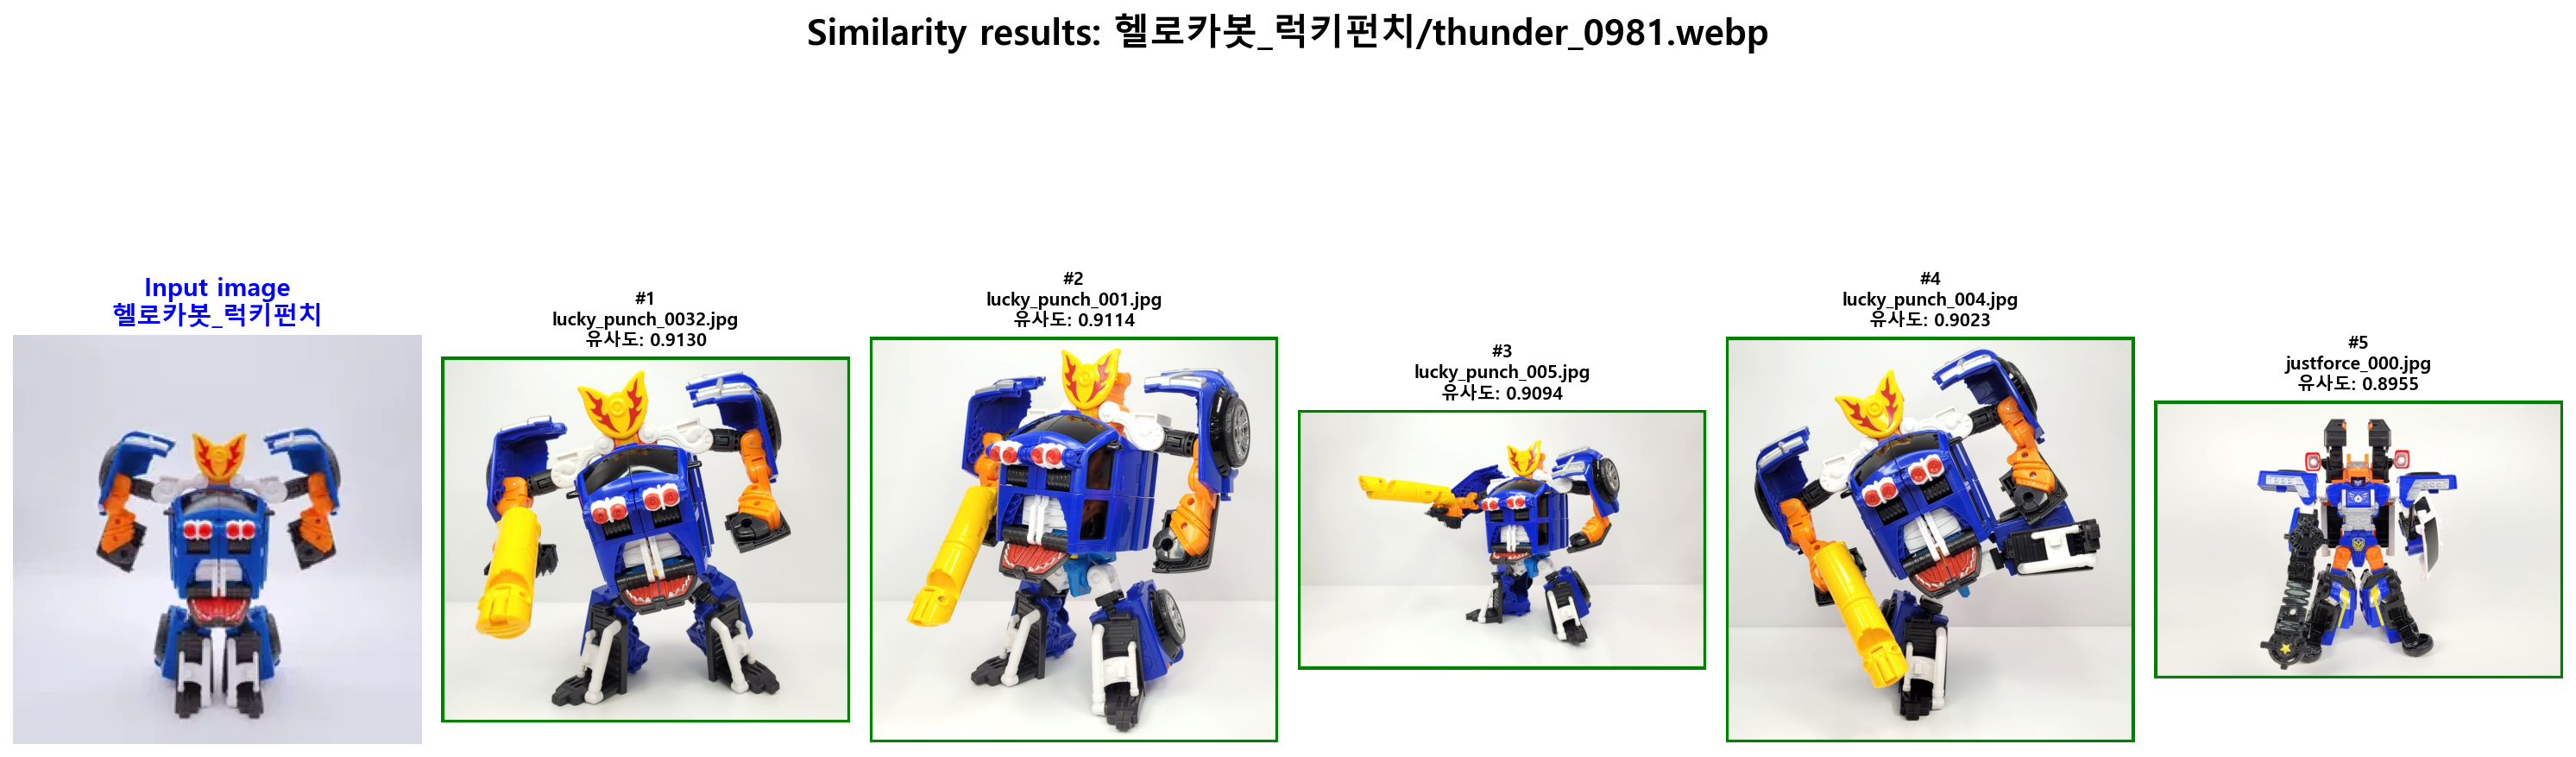 Similarity results: 헬로카봇_럭키펀치/thunder_0981.webp
Input image
헬로카봇_럭키펀치
#1
lucky_punch_0032.jpg
유사도: 0.9130
#2
lucky_punch_001.jpg
유사도: 0.9114
#3
lucky_punch_005.jpg
유사도: 0.9094
#4
lucky_punch_004.jpg
유사도: 0.9023
#5
justforce_000.jpg
유사도: 0.8955